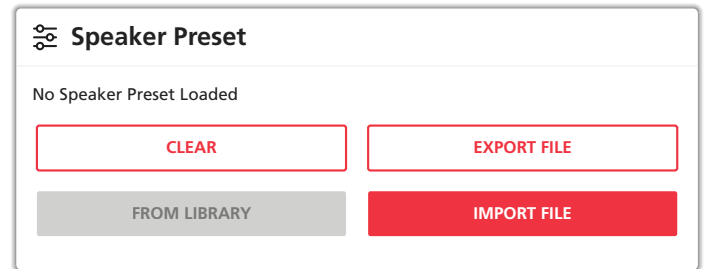 Speaker Preset
No Speaker Preset Loaded
CLEAR
EXPORT FILE
FROM LIBRARY
IMPORT FILE